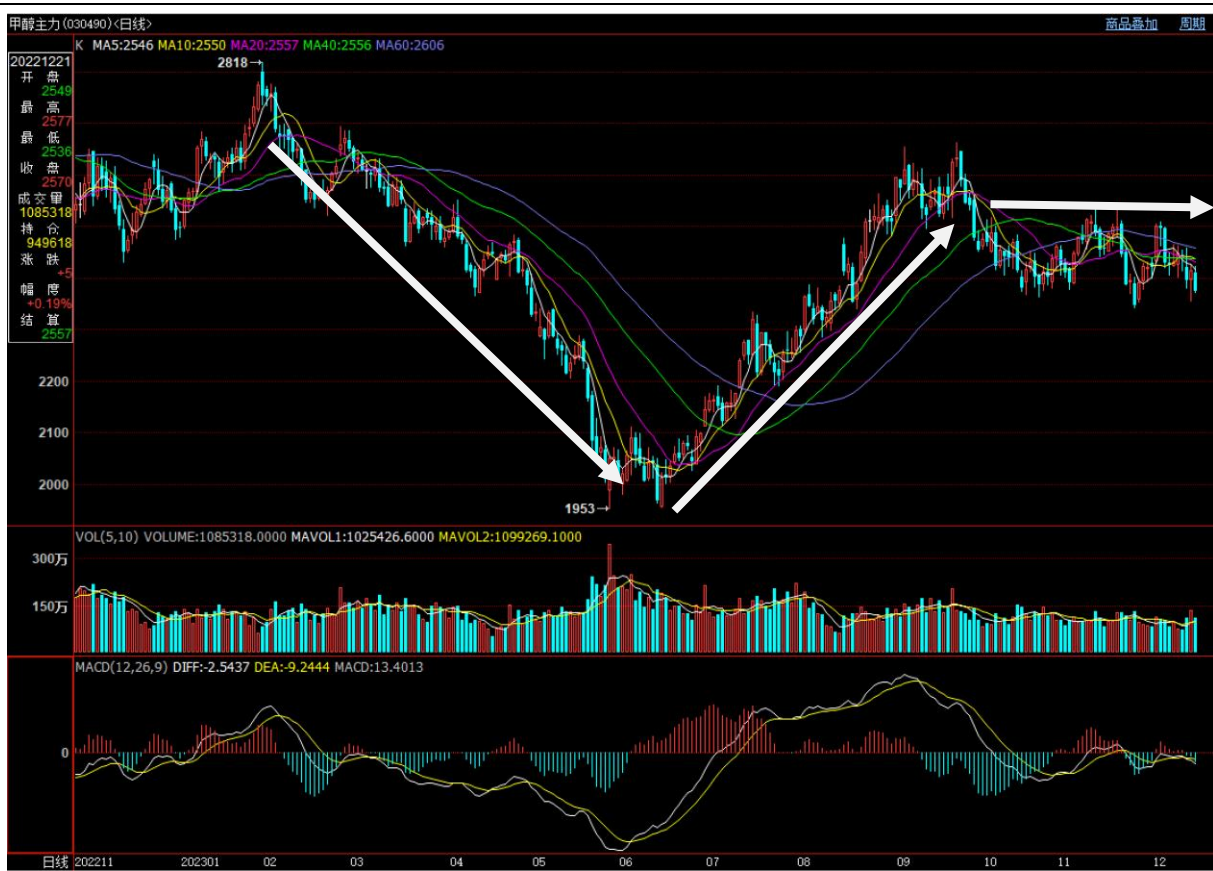 甲醇主力(030490)<日线>
商品叠加 周期
K MA5:2546 MA10:2550 MA20:2557 MA40:2556 MA60:2606
20221221
开 盘
2549
最 高
2577
最 低
2536
收 盘
2570
成交量
1085318
持 仓
949618
涨 跌
+5
幅 度
+0.19%
结 算
2557
2818→
2200
2100
2000
1953→
VOL(5,10) VOLUME:1085318.0000 MAVOL1:1025426.6000 MAVOL2:1099269.1000
300万
150万
MACD(12,26,9) DIFF:-2.5437 DEA:-9.2444 MACD:13.4013
0
日线 202211 202301 02 03 04 05 06 07 08 09 10 11 12